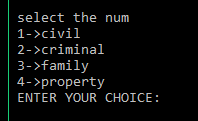 select the num
1->civil
2->criminal
3->family
4->property
ENTER YOUR CHOICE: